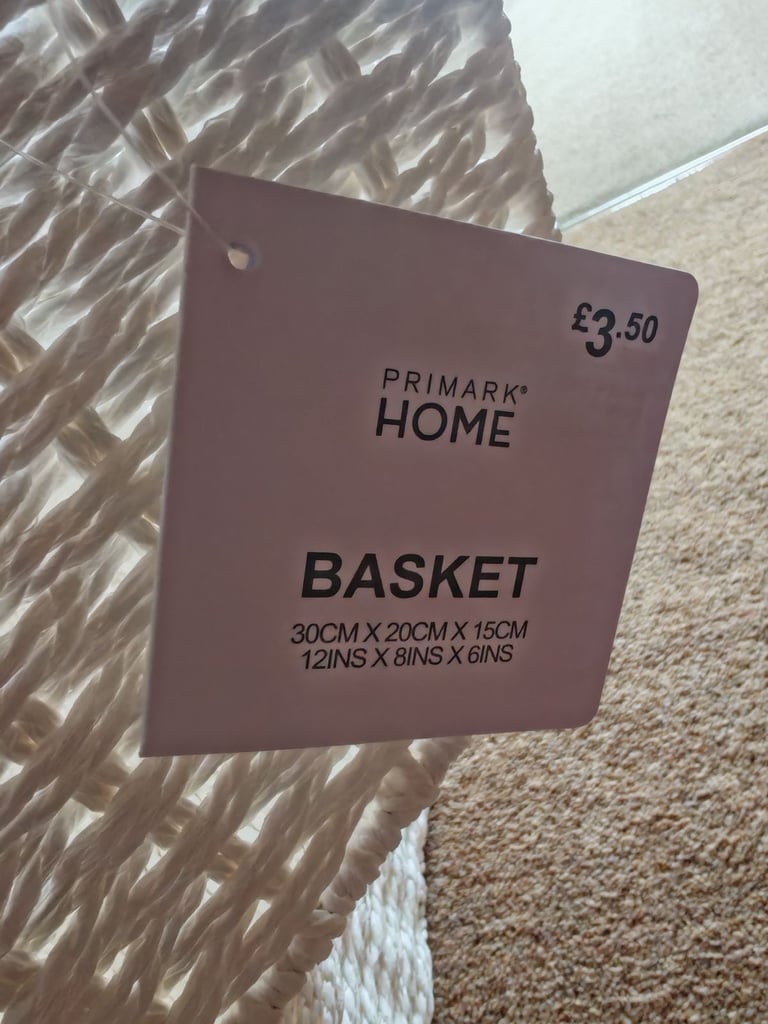 £3.50
PRIMARK®
HOME
BASKET
30CM X 20CM X 15CM
12INS X 8INS X 6INS